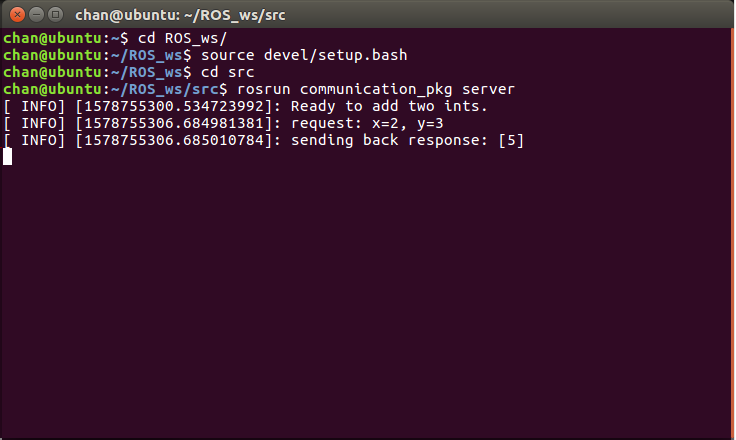 chan@ubuntu: ~/ROS_ws/src
chan@ubuntu:~$ cd ROS_ws/
chan@ubuntu:~/ROS_ws$ source devel/setup.bash
chan@ubuntu:~/ROS_ws$ cd src
chan@ubuntu:~/ROS_ws/src$ rosrun communication_pkg server
[ INFO] [1578755300.534723992]: Ready to add two ints.
[ INFO] [1578755306.684981381]: request: x=2, y=3
[ INFO] [1578755306.685010784]: sending back response: [5]